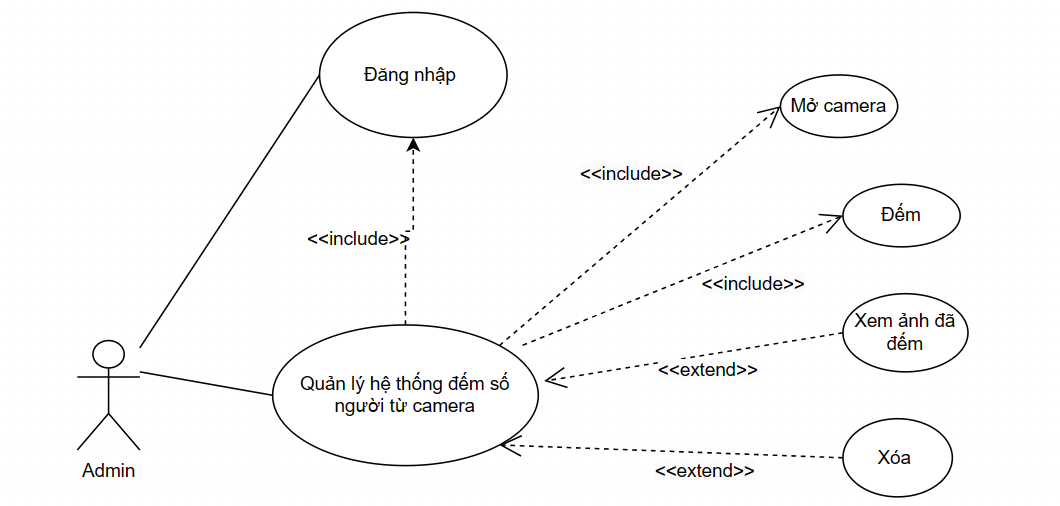 Đăng nhập
Mở camera
<<include>>
Đếm
<<include>>
<<include>>
Xem ảnh đã
đếm
<<extend>>
Quản lý hệ thống đếm số
người từ camera
Xóa
<<extend>>
Admin